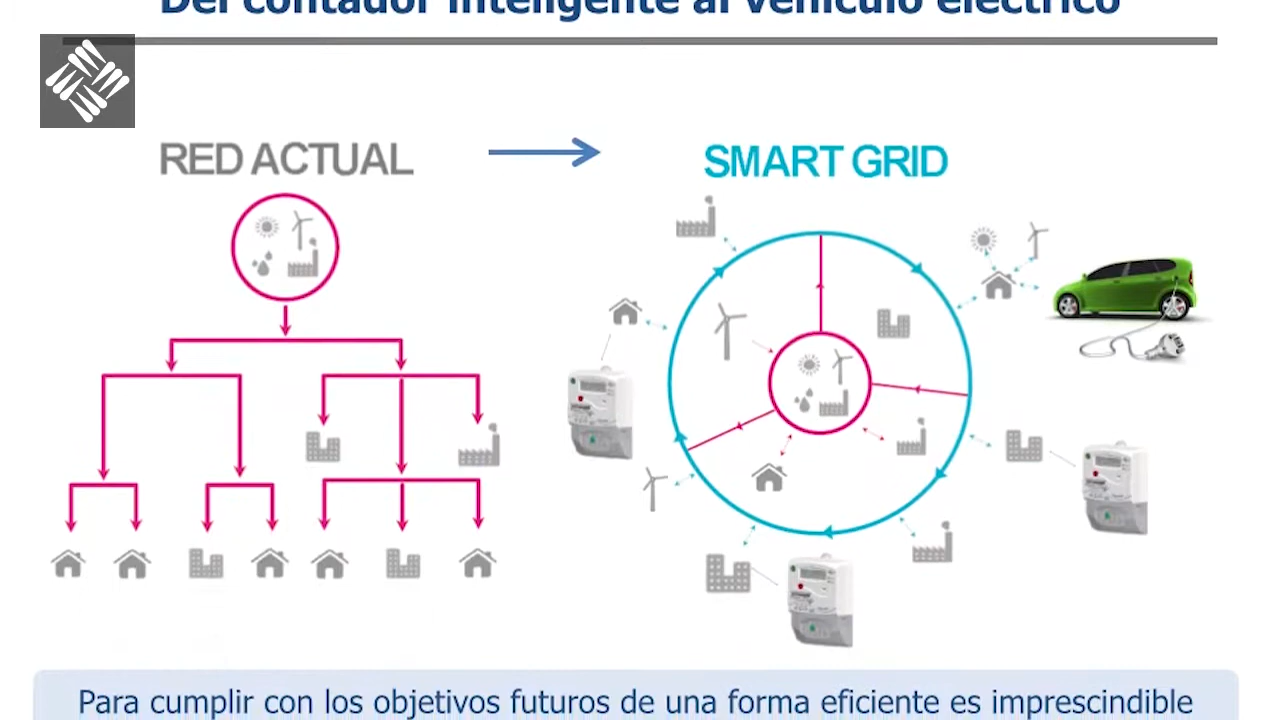 Del contador inteligente al vehículo eléctrico
RED ACTUAL
SMART GRID
Para cumplir con los objetivos futuros de una forma eficiente es imprescindible